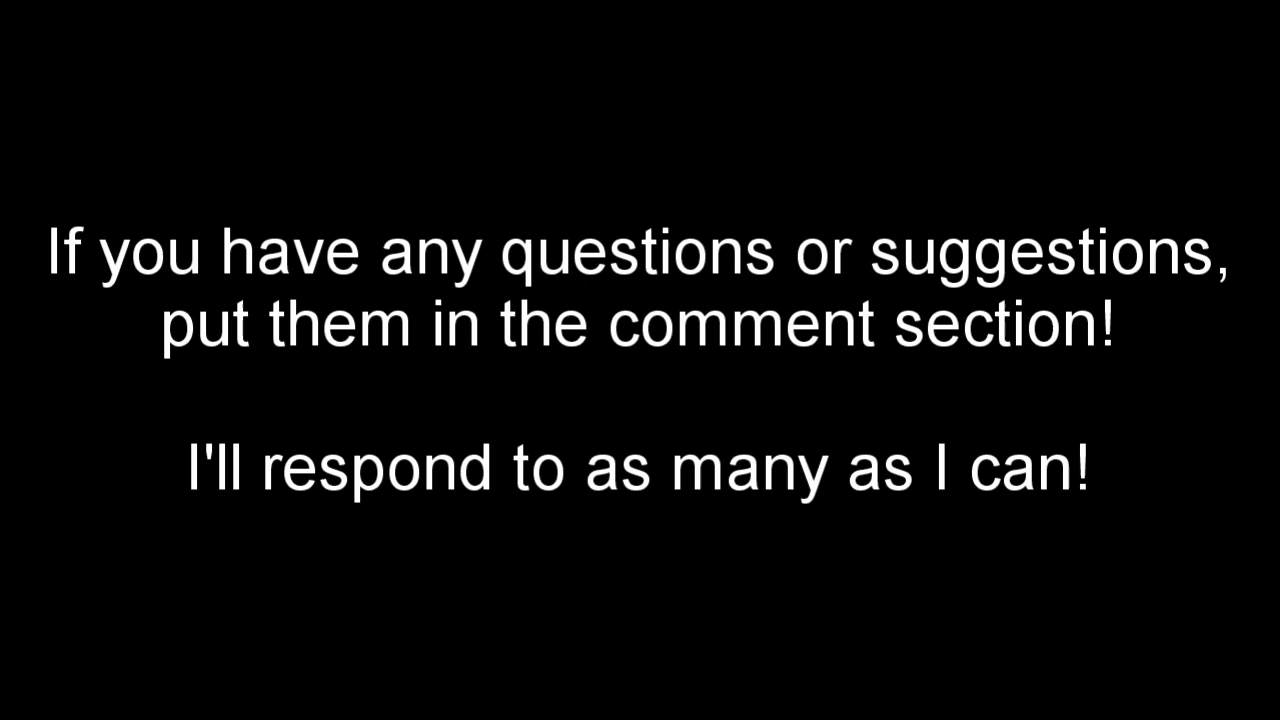 If you have any questions or suggestions,
put them in the comment section!
I'll respond to as many as I can!